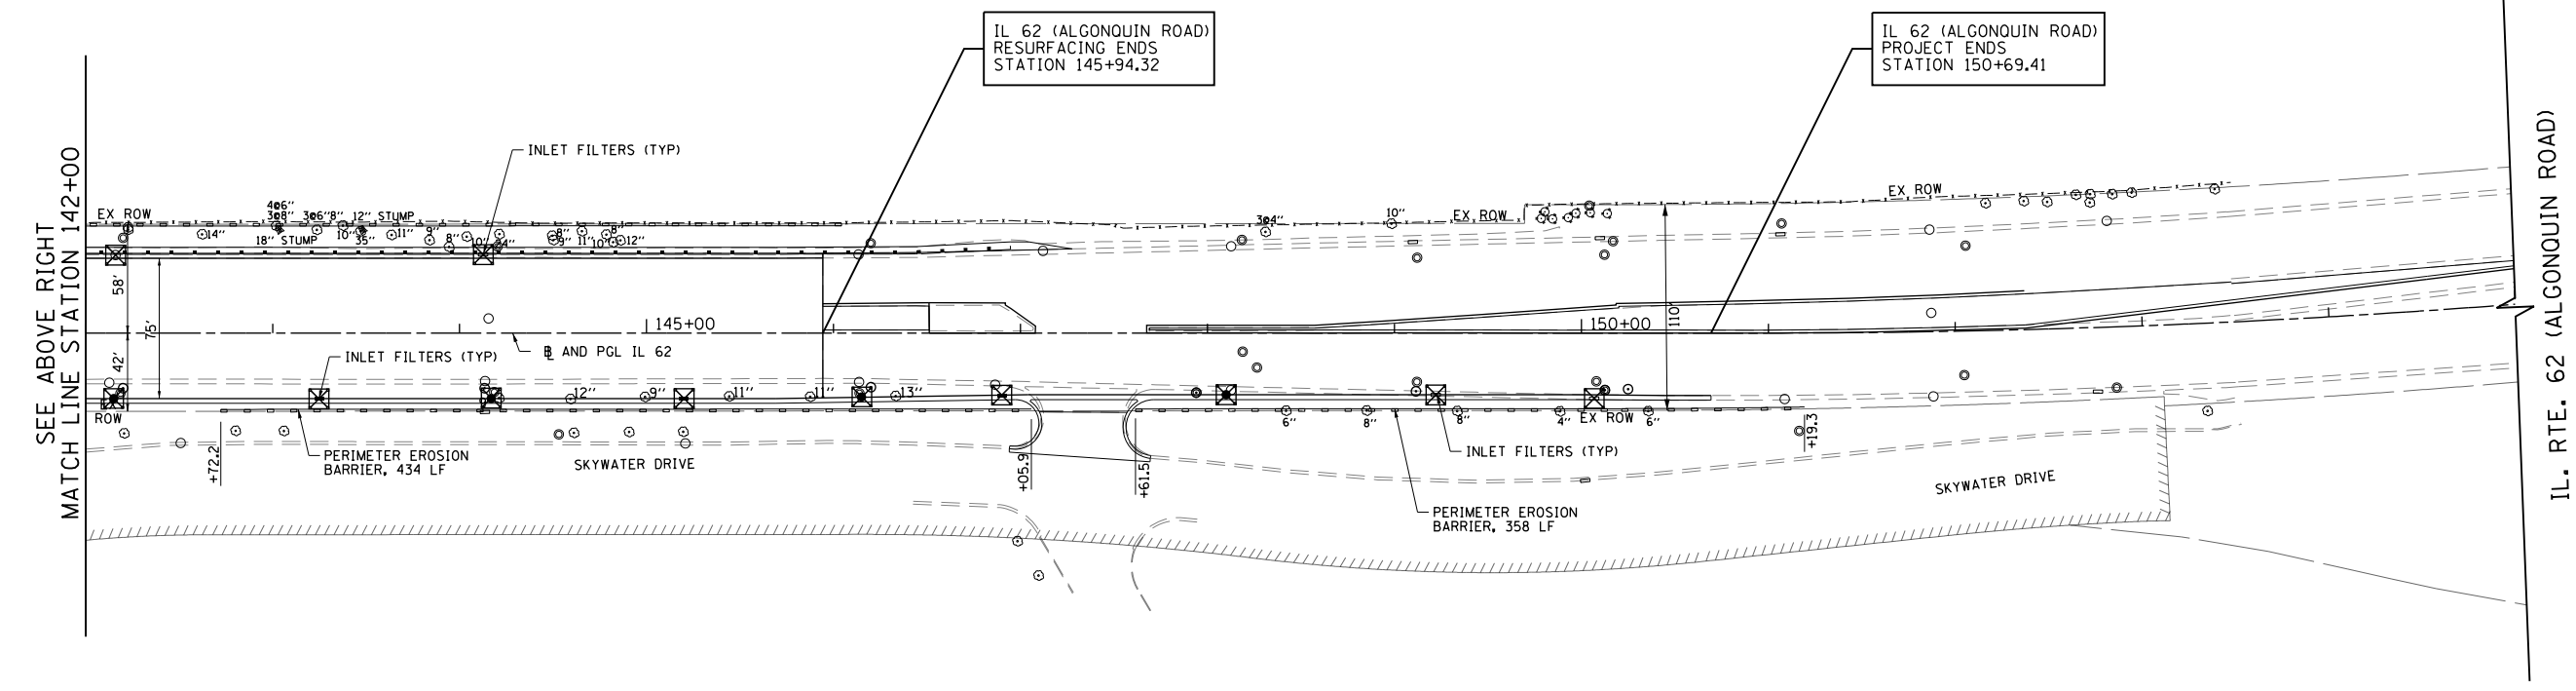 IL 62 (ALGONQUIN ROAD)
RESURFACING ENDS
STATION 145+94.32
IL 62 (ALGONQUIN ROAD)
PROJECT ENDS
STATION 150+69.41
SEE ABOVE RIGHT
MATCH LINE STATION 142+00
IL. RTE. 62 (ALGONQUIN ROAD)
INLET FILTERS (TYP)
EX ROW
14"
18" STUMP
3@6"
8"
12" STUMP
10"
35"
11"
9"
8"
10"
8"
9"
11"
10"
8"
12"
3@4"
10"
EX ROW
EX ROW
58'
75'
42'
110'
145+00
150+00
BL AND PGL IL 62
INLET FILTERS (TYP)
12"
9"
11"
11"
13"
ROW
6"
8"
8"
4"
EX ROW
6"
+72.2
PERIMETER EROSION
BARRIER, 434 LF
SKYWATER DRIVE
+05.9
+61.5
INLET FILTERS (TYP)
+19.3
PERIMETER EROSION
BARRIER, 358 LF
SKYWATER DRIVE